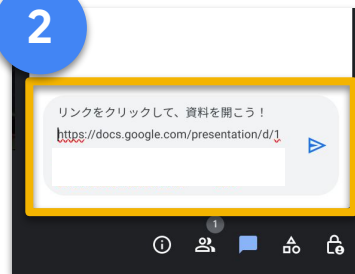 2
リンクをクリックして、資料を開こう！
https://docs.google.com/presentation/d/1
1